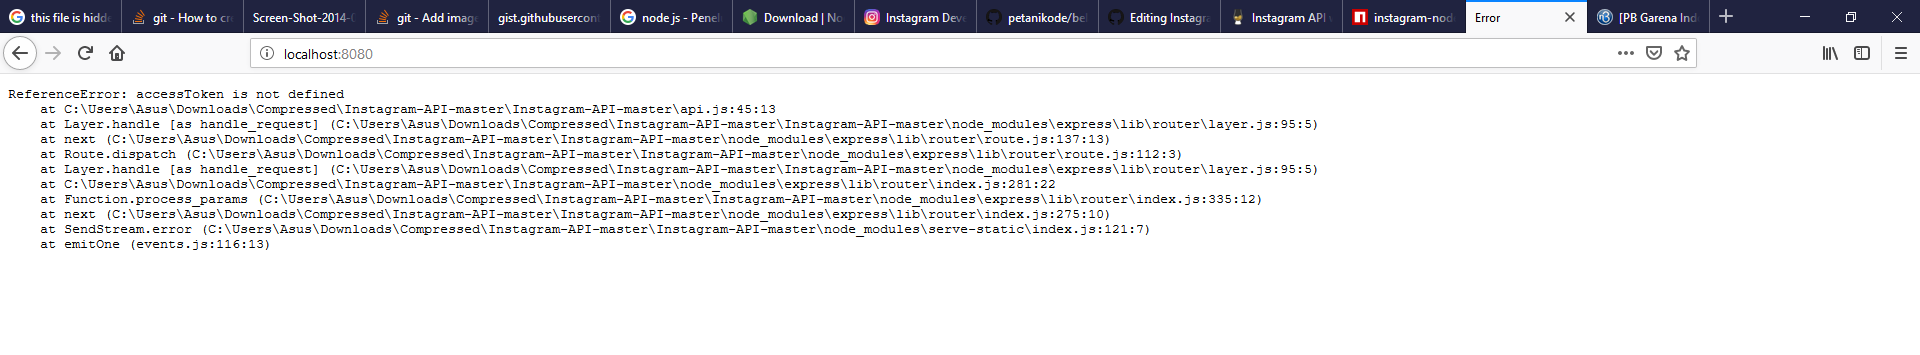 this file is hidd
git - How to cr
Screen-Shot-2014-
git - Add image
gist.githubusercont
node js - Penel
Download | No
Instagram Deve
petanikode/bel
Editing Instagra
Instagram API
instagram-node
Error
[PB Garena Ind
localhost:8080
ReferenceError: accessToken is not defined
at C:\Users\Asus\Downloads\Compressed\Instagram-API-master\Instagram-API-master\api.js:45:13
at Layer.handle [as handle_request] (C:\Users\Asus\Downloads\Compressed\Instagram-API-master\Instagram-API-master\node_modules\express\lib\router\layer.js:95:5)
at next (C:\Users\Asus\Downloads\Compressed\Instagram-API-master\Instagram-API-master\node_modules\express\lib\router\route.js:137:13)
at Route.dispatch (C:\Users\Asus\Downloads\Compressed\Instagram-API-master\Instagram-API-master\node_modules\express\lib\router\route.js:112:3)
at Layer.handle [as handle_request] (C:\Users\Asus\Downloads\Compressed\Instagram-API-master\Instagram-API-master\node_modules\express\lib\router\layer.js:95:5)
at C:\Users\Asus\Downloads\Compressed\Instagram-API-master\Instagram-API-master\node_modules\express\lib\router\index.js:281:22
at Function.process_params (C:\Users\Asus\Downloads\Compressed\Instagram-API-master\Instagram-API-master\node_modules\express\lib\router\index.js:335:12)
at next (C:\Users\Asus\Downloads\Compressed\Instagram-API-master\Instagram-API-master\node_modules\express\lib\router\index.js:275:10)
at SendStream.error (C:\Users\Asus\Downloads\Compressed\Instagram-API-master\Instagram-API-master\node_modules\serve-static\index.js:121:7)
at emitOne (events.js:116:13)